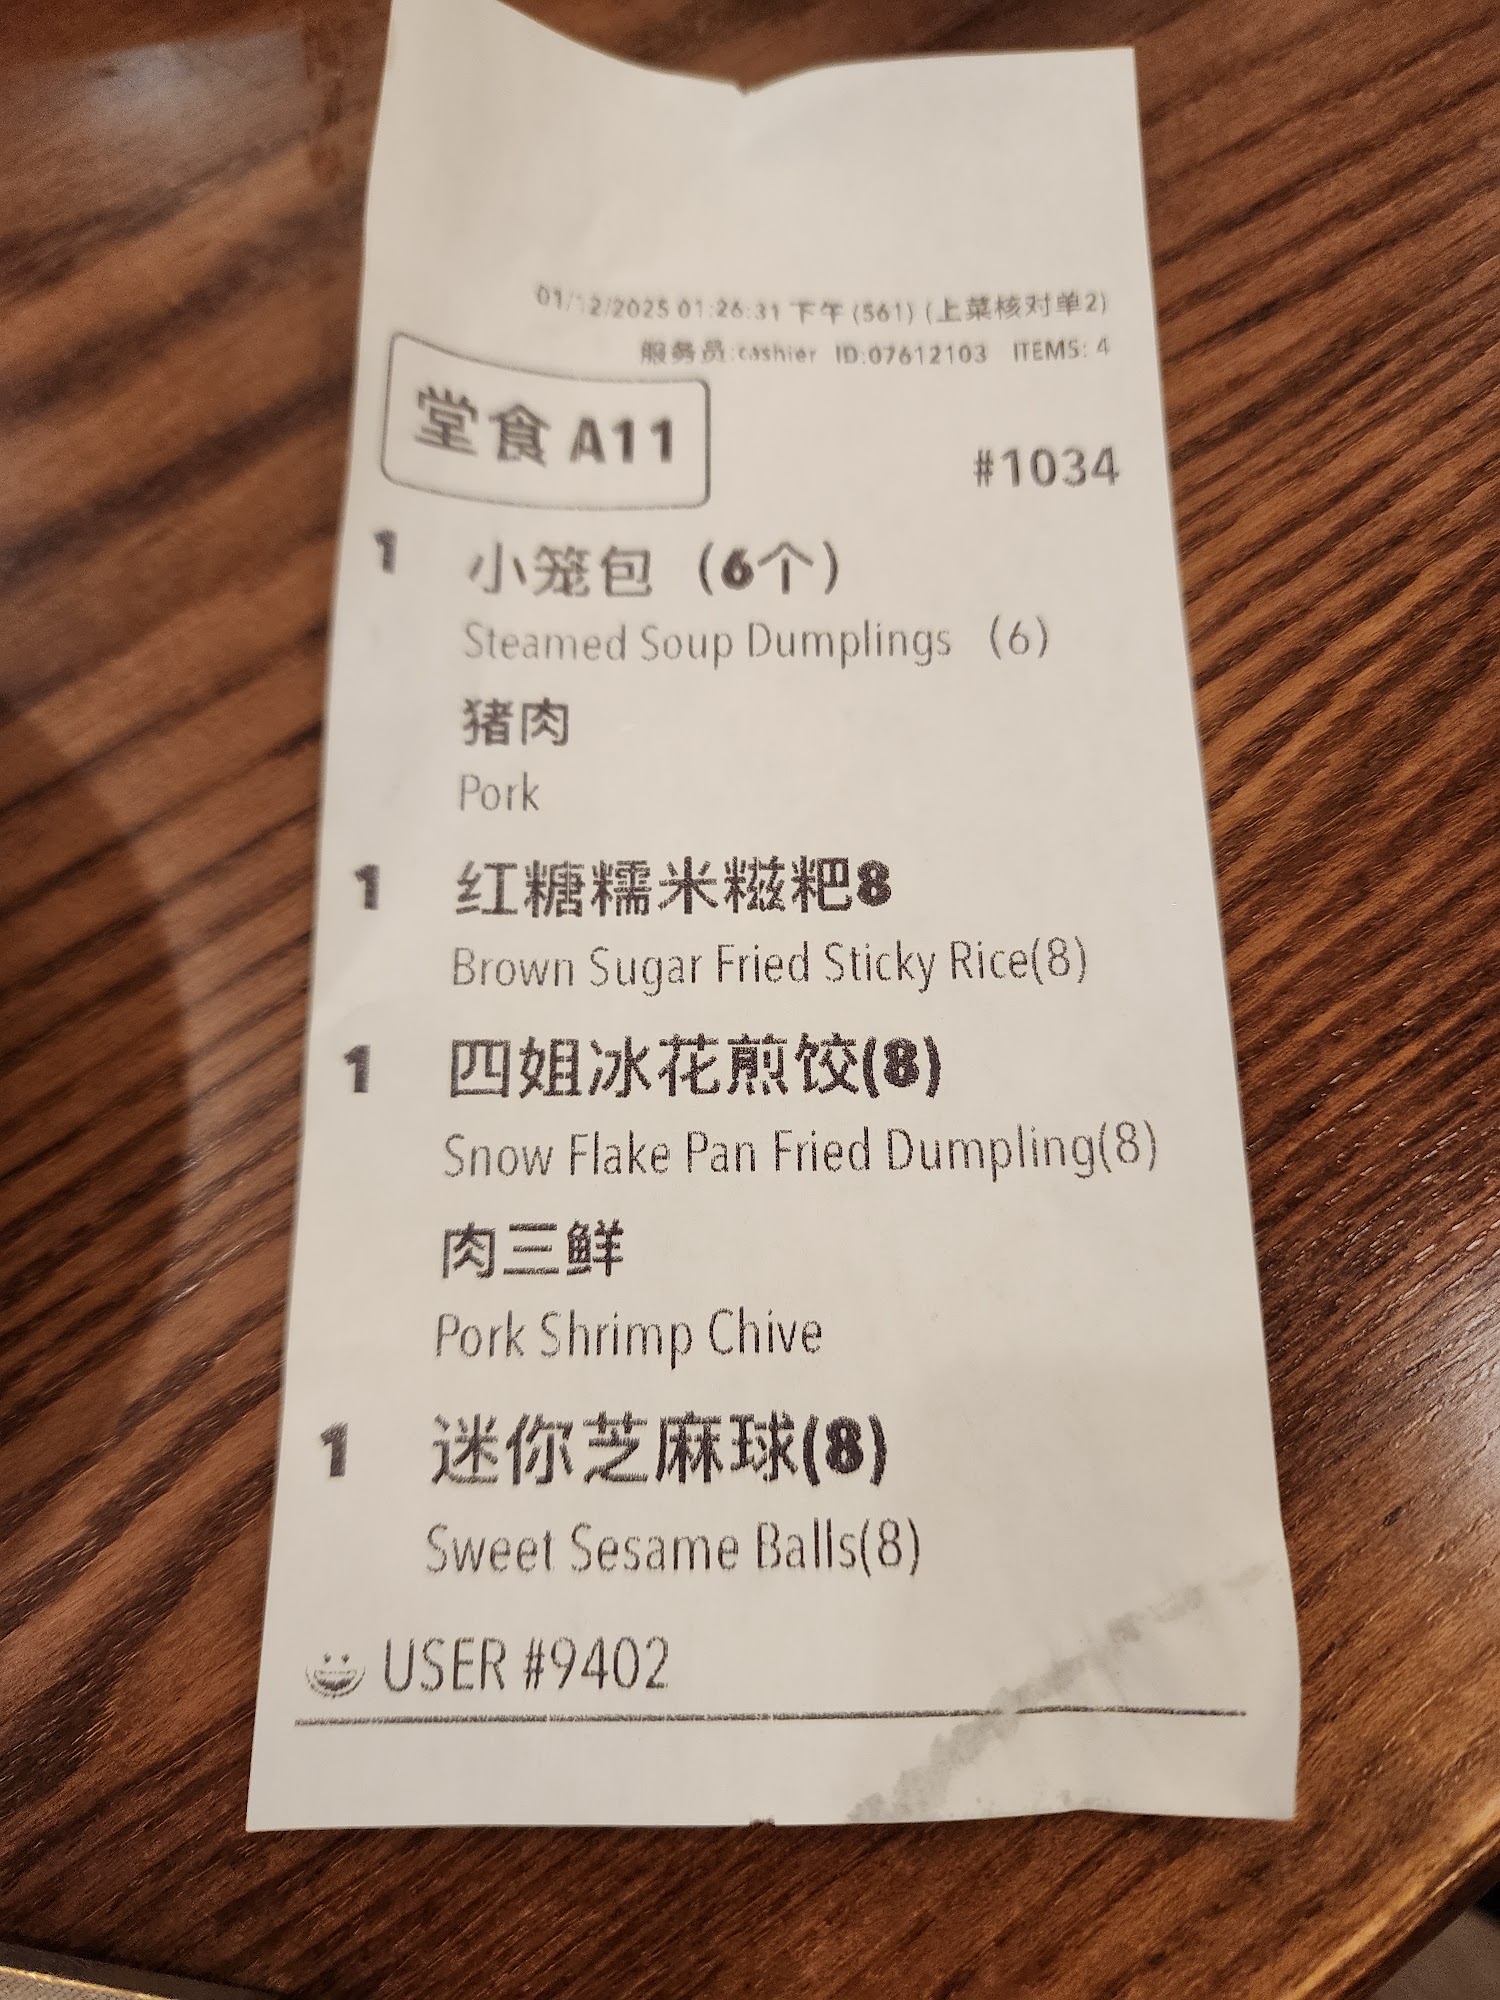 01/12/2025 01:26:31 下午 (561) (上菜核对单2)
服务员:cashier ID:07612103 ITEMS: 4
堂食 A11
#1034
1 小笼包 (6个)
Steamed Soup Dumplings (6)
猪肉
Pork
1 红糖糯米糍粑8
Brown Sugar Fried Sticky Rice(8)
1 四姐冰花煎饺(8)
Snow Flake Pan Fried Dumpling(8)
肉三鲜
Pork Shrimp Chive
1 迷你芝麻球(8)
Sweet Sesame Balls(8)
USER #9402